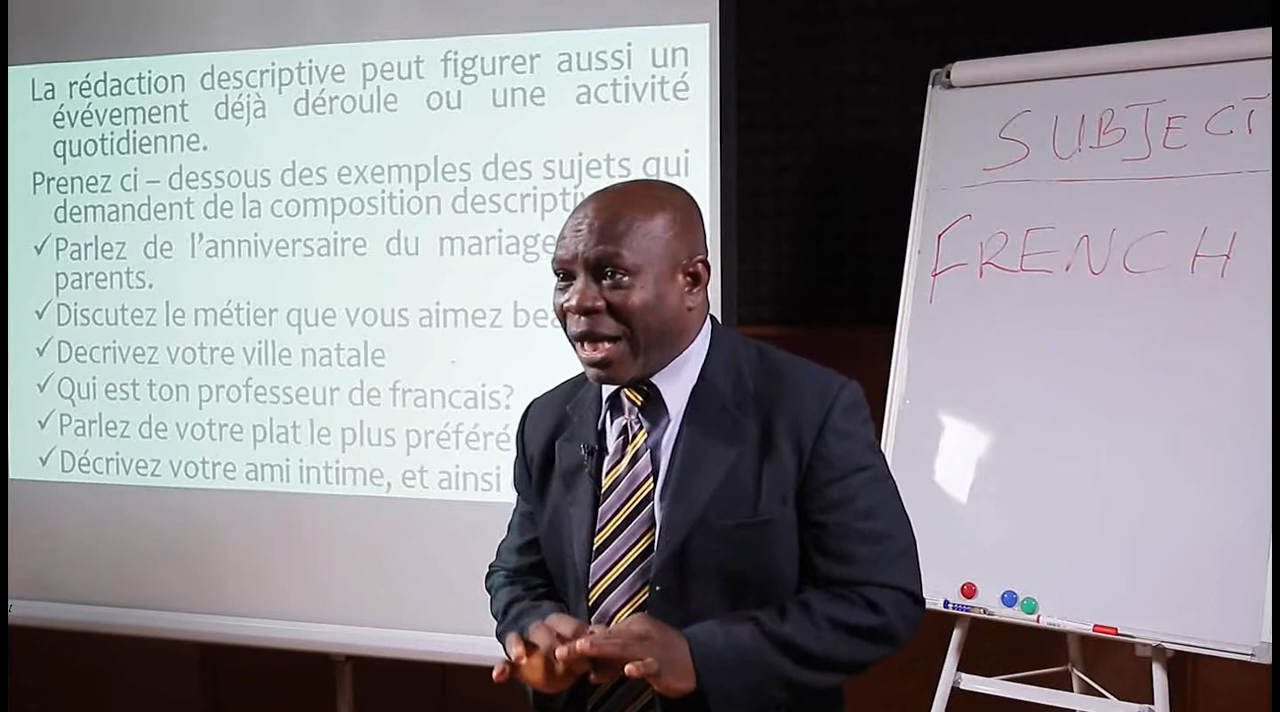 La rédaction descriptive peut figurer aussi un
évévement déjà déroule ou une activité
quotidienne.
Prenez ci – dessous des exemples des sujets qui
demandent de la composition descripti
✓Parlez de l'anniversaire du mariage
parents.
✓Discutez le métier que vous aimez
✓Decrivez votre ville natale
✓Qui est ton professeur de francais?
✓Parlez de votre plat le plus préféré
✓Décrivez votre ami intime, et ainsi
SUBJECT
FRENCH